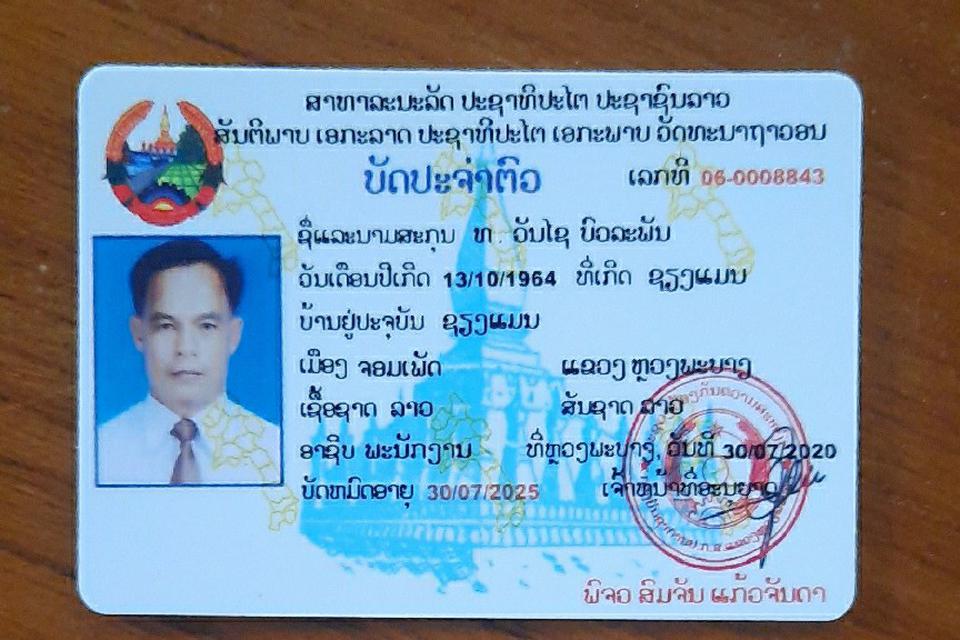 ສາທາລະນະລັດ ປະຊາທິປະໄຕ ປະຊາຊົນລາວ
ສັນຕິພາບ ເອກະລາດ ປະຊາທິປະໄຕ ເອກະພາບ ວັດທະນາຖາວອນ
ບັດປະຈຳຕົວ ເລກທີ 06-0008843
ຊື່ແລະນາມສະກຸນ ທ. ວັນໄຊ ບົວລະພັນ
ວັນເດືອນປີເກີດ 13/10/1964 ທີ່ເກີດ ຊຽງແມນ
ບ້ານຢູ່ປະຈຸບັນ ຊຽງແມນ
ເມືອງ ຈອມເພັດ ແຂວງ ຫຼວງພະບາງ
ເຊື້ອຊາດ ລາວ ສັນຊາດ ລາວ
ອາຊີບ ພະນັກງານ ທີ່ຫຼວງພະບາງ, ວັນທີ 30/07/2020
ບັດຫມົດອາຍຸ 30/07/2025 ເຈົ້າຫນ້າທີ່ອະນຸຍາດ
ພົຈວ ສົມຈັນ ແກ້ວຈັນດາ